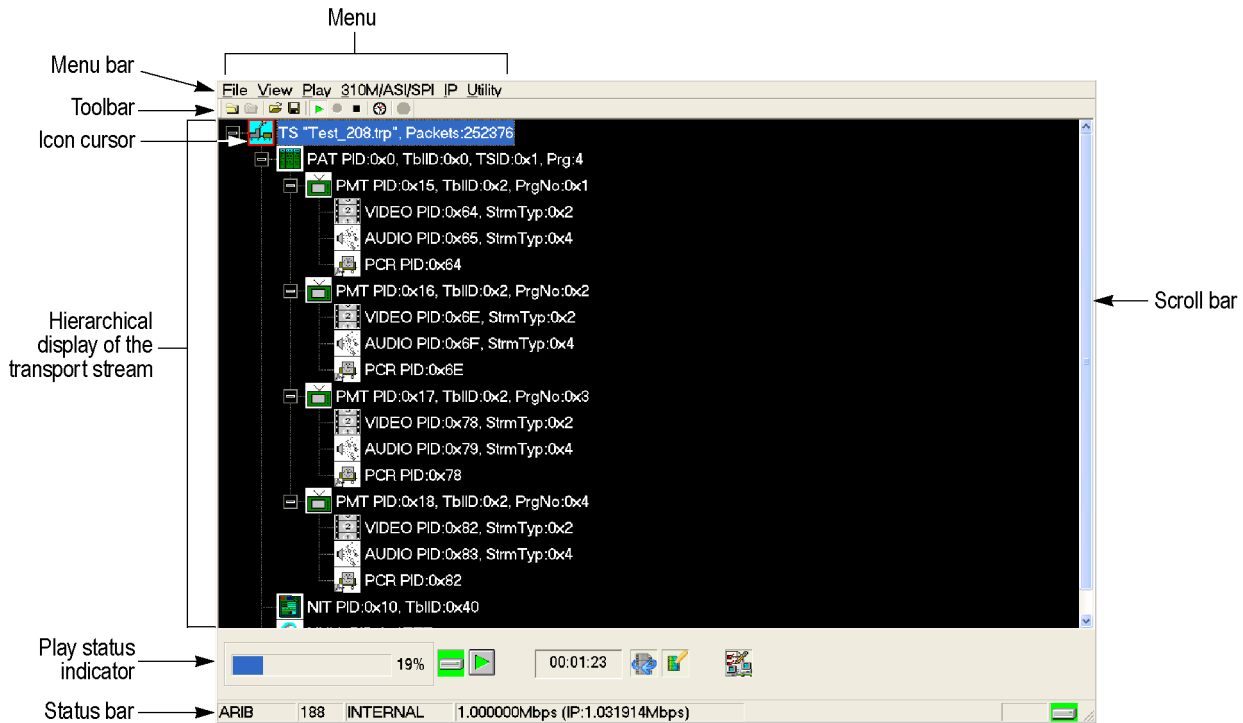 Menu
Menu bar
File View Play 310M/ASI/SPI IP Utility
Toolbar
Icon cursor
TS "Test_208.trp", Packets:252376
PAT PID:0x0, TblID:0x0, TSID:0x1, Prg:4
PMT PID:0x15, TblID:0x2, PrgNo:0x1
VIDEO PID:0x64, StrmTyp:0x2
AUDIO PID:0x65, StrmTyp:0x4
PCR PID:0x64
PMT PID:0x16, TblID:0x2, PrgNo:0x2
Scroll bar
VIDEO PID:0x6E, StrmTyp:0x2
Hierarchical
display of the
transport stream
AUDIO PID:0x6F, StrmTyp:0x4
PCR PID:0x6E
PMT PID:0x17, TblID:0x2, PrgNo:0x3
VIDEO PID:0x78, StrmTyp:0x2
AUDIO PID:0x79, StrmTyp:0x4
PCR PID:0x78
PMT PID:0x18, TblID:0x2, PrgNo:0x4
VIDEO PID:0x82, StrmTyp:0x2
AUDIO PID:0x83, StrmTyp:0x4
PCR PID:0x82
NIT PID:0x10, TblID:0x40
Play status
indicator
19%
00:01:23
Status bar
ARIB 188 INTERNAL 1.000000Mbps (IP:1.031914Mbps)